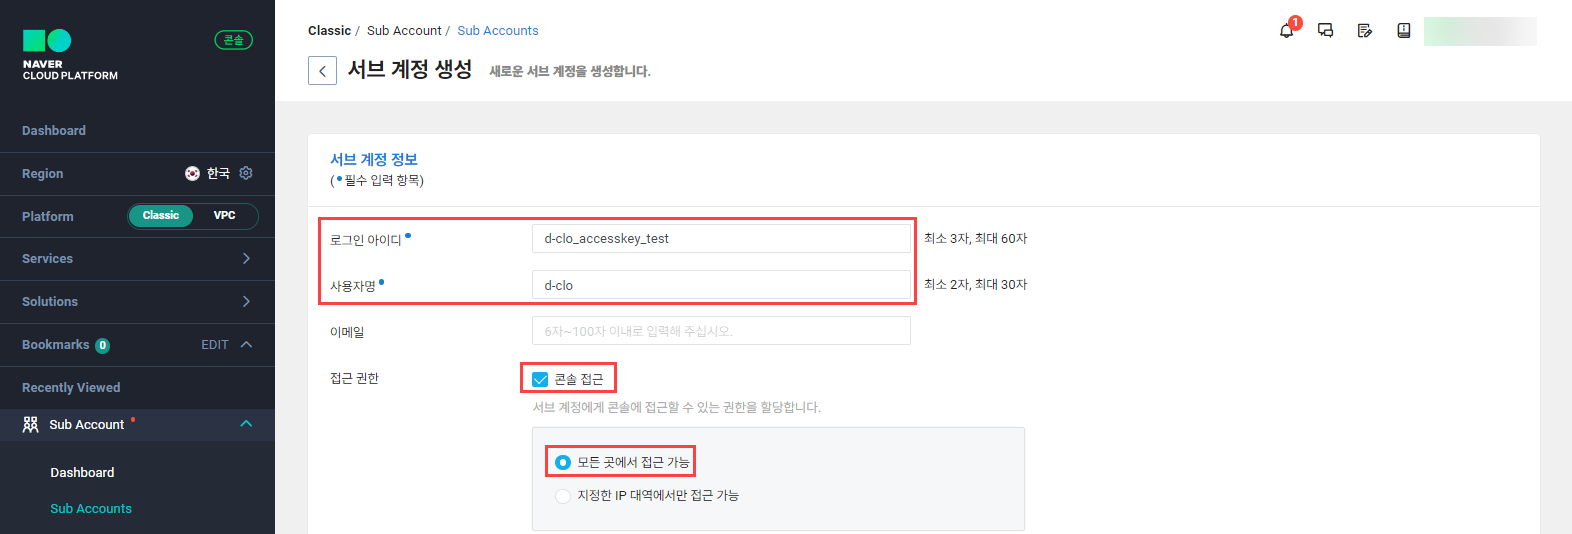 NAVER
CLOUD PLATFORM
콘솔
Dashboard
Region 한국
Platform Classic VPC
Services
Solutions
Bookmarks 0 EDIT
Recently Viewed
Sub Account
Dashboard
Sub Accounts
Classic / Sub Account / Sub Accounts
1
서브 계정 생성 새로운 서브 계정을 생성합니다.
서브 계정 정보
(•필수 입력 항목)
로그인 아이디• d-clo_accesskey_test 최소 3자, 최대 60자
사용자명• d-clo 최소 2자, 최대 30자
이메일 6자~100자 이내로 입력해 주십시오.
접근 권한 콘솔 접근
서브 계정에게 콘솔에 접근할 수 있는 권한을 할당합니다.
모든 곳에서 접근 가능
지정한 IP 대역에서만 접근 가능